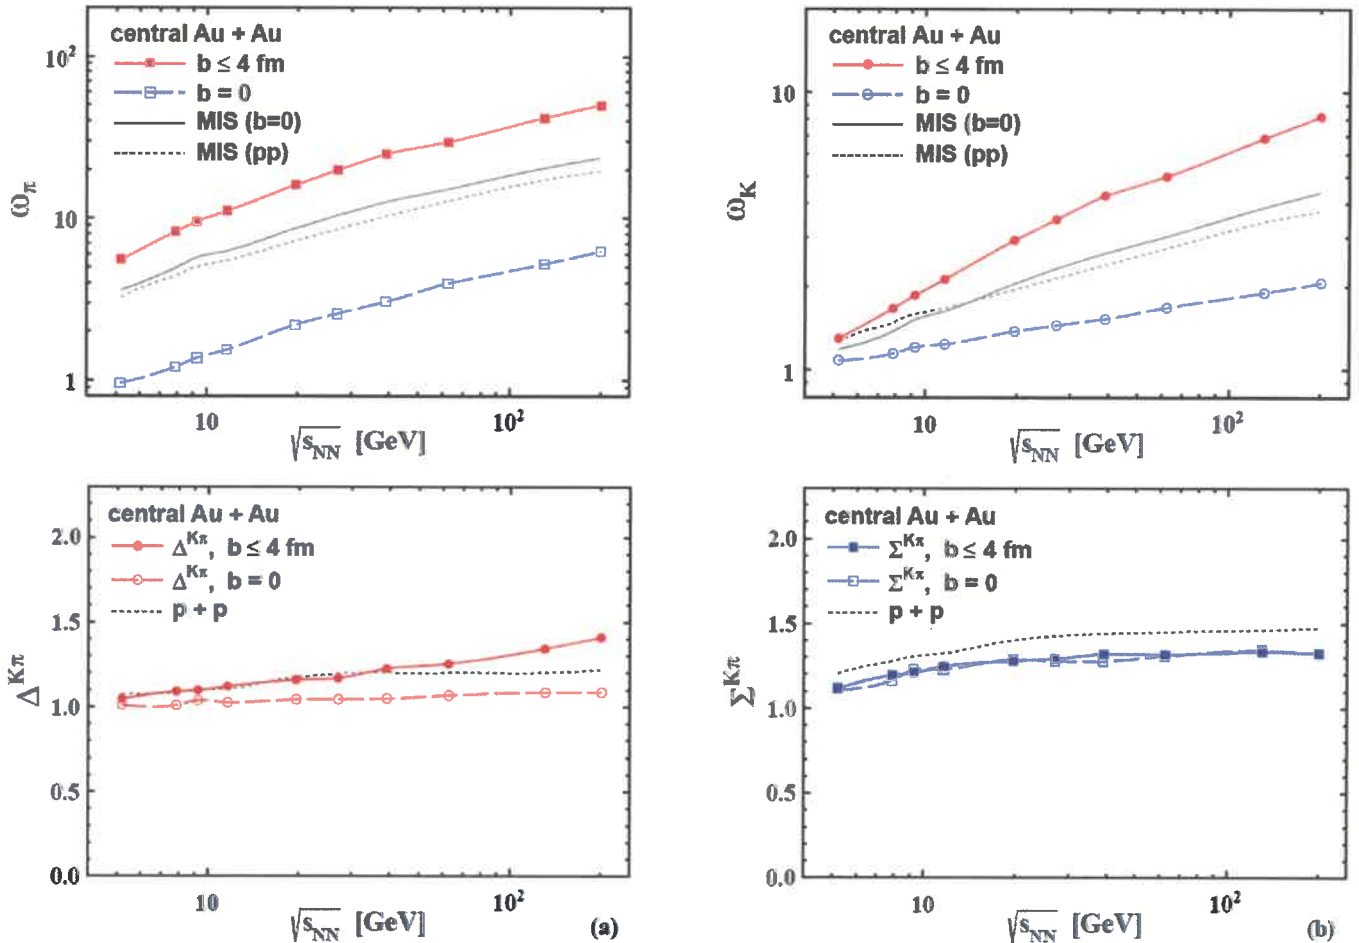 central Au + Au
b ≤ 4 fm
b = 0
MIS (b=0)
MIS (pp)
10²
10
1
ω_π
10
10²
√s_NN [GeV]
central Au + Au
b ≤ 4 fm
b = 0
MIS (b=0)
MIS (pp)
10
1
ω_K
10
10²
√s_NN [GeV]
central Au + Au
Δ^Kπ, b ≤ 4 fm
Δ^Kπ, b = 0
p + p
2.0
1.5
1.0
0.5
0.0
Δ^Kπ
10
10²
√s_NN [GeV]
(a)
central Au + Au
Σ^Kπ, b ≤ 4 fm
Σ^Kπ, b = 0
p + p
2.0
1.5
1.0
0.5
0.0
Σ^Kπ
10
10²
√s_NN [GeV]
(b)